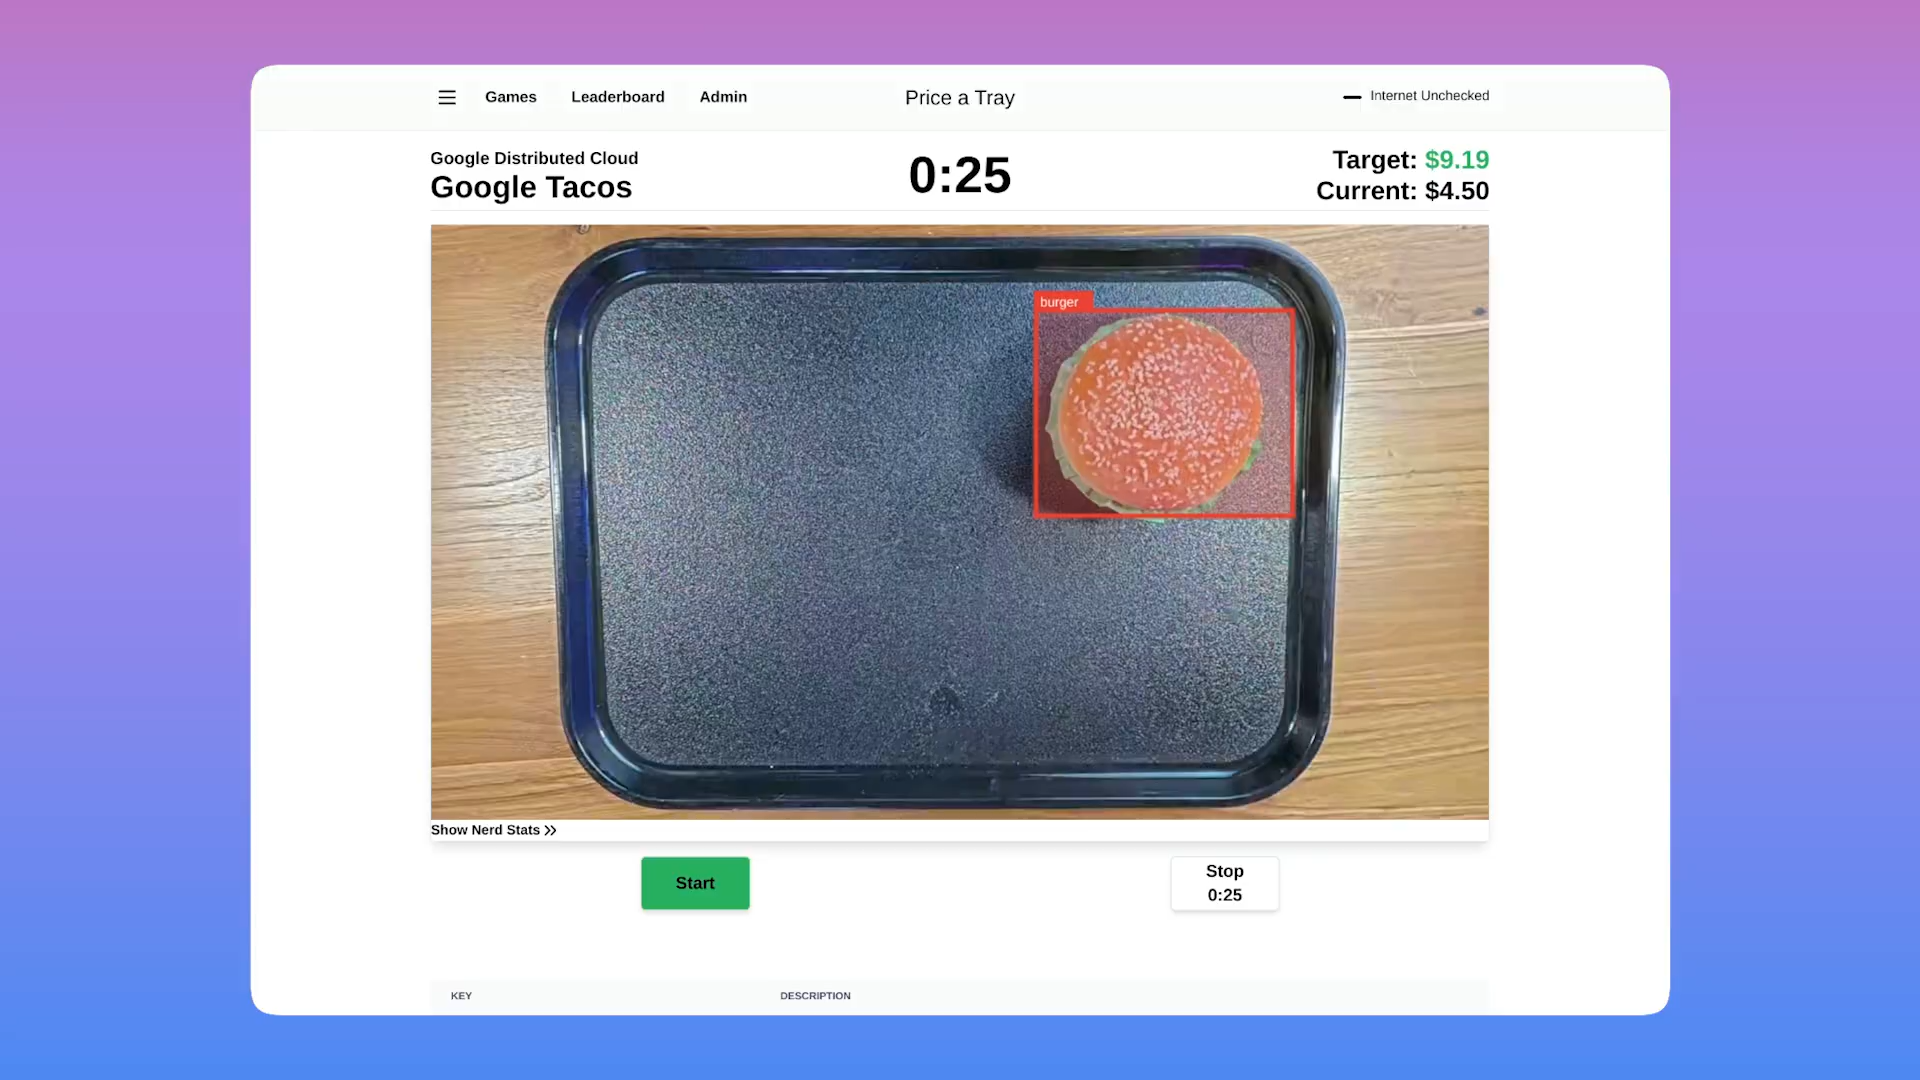 Games
Leaderboard
Admin
Price a Tray
Internet Unchecked
Google Distributed Cloud
Google Tacos
0:25
Target: $9.19
Current: $4.50
burger
Show Nerd Stats
Start
Stop
0:25
KEY
DESCRIPTION